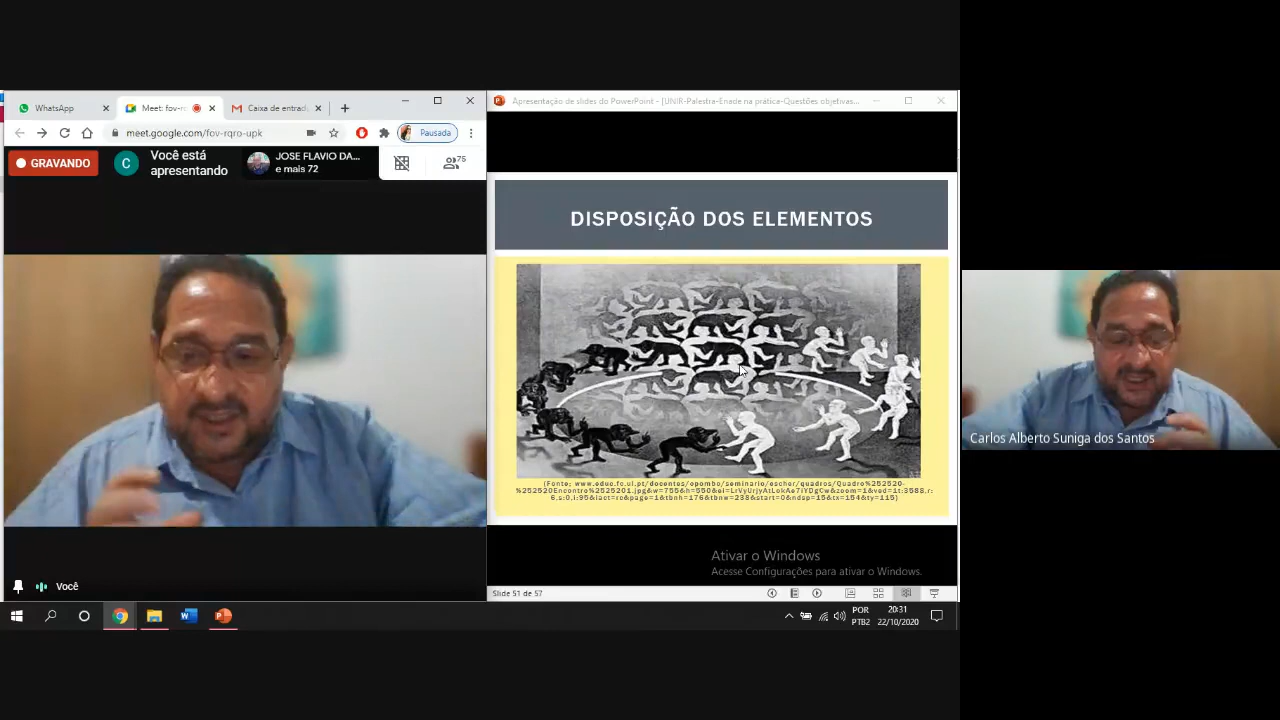 WhatsApp
Meet: fov-r
Caixa de entrad
Apresentação de slides do PowerPoint - [UNIR-Palestra-Enade na prática-Questões objetivas...
meet.google.com/fov-rqro-upk
Pausada
GRAVANDO
C
Você está
apresentando
JOSE FLAVIO DA...
e mais 72
75
DISPOSIÇÃO DOS ELEMENTOS
Carlos Alberto Suniga dos Santos
Ativar o Windows
Acesse Configurações para ativar o Windows.
Você
Slide 51 de 57
POR
PTB2
20:31
22/10/2020